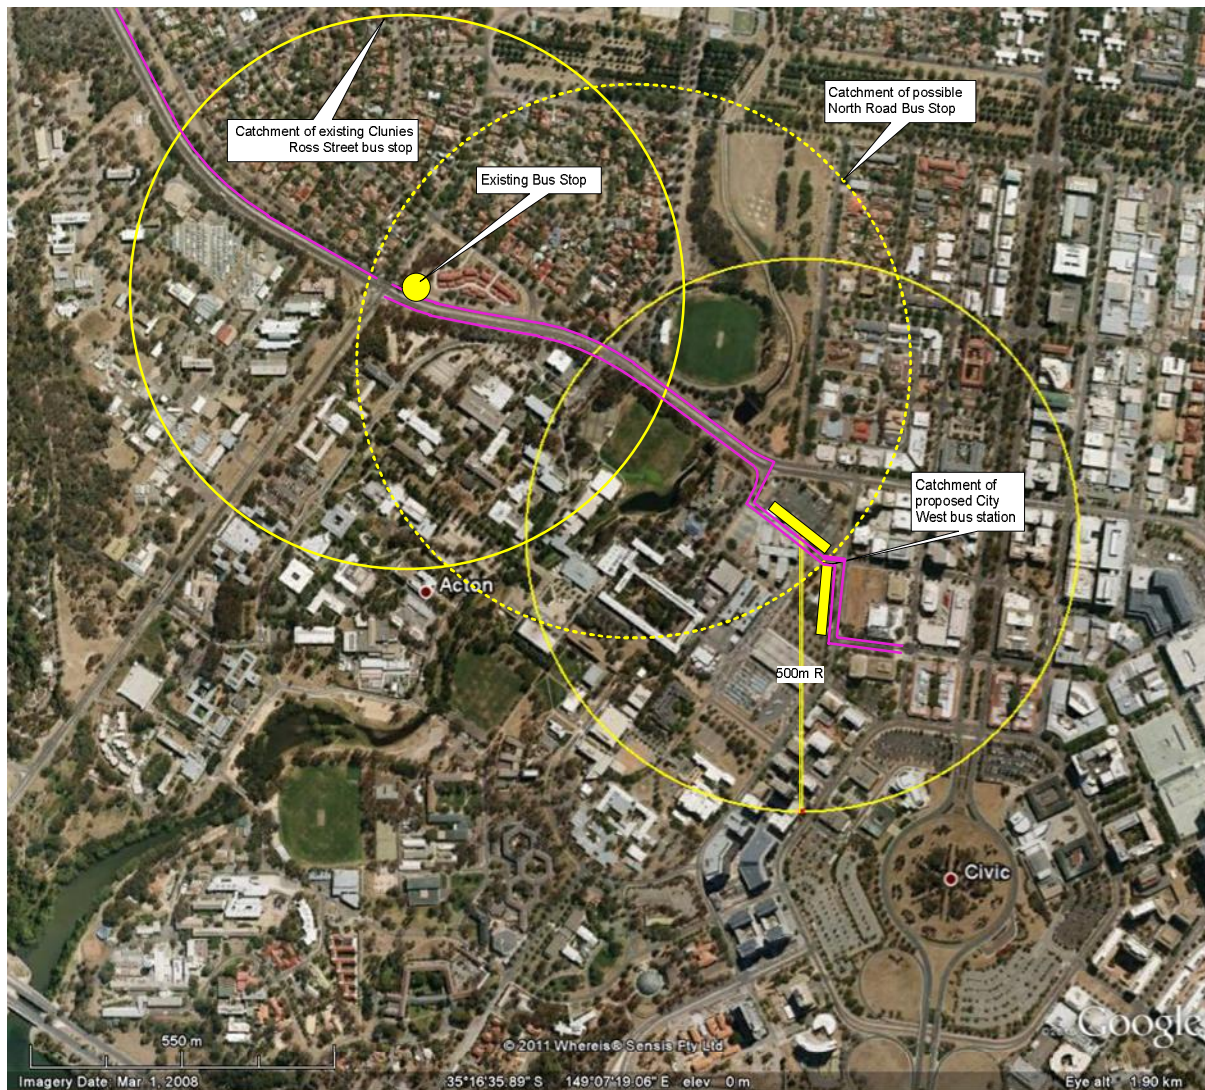 Catchment of possible
North Road Bus Stop
Catchment of existing Clunies
Ross Street bus stop
Existing Bus Stop
Catchment of
proposed City
West bus station
Acton
500m R
Civic
550 m
© 2011 Whereis® Sensis Pty Ltd
Google
Imagery Date: Mar 1, 2008
35°16'35.89" S 149°07'19.06" E elev 0 m
Eye alt 1.90 km